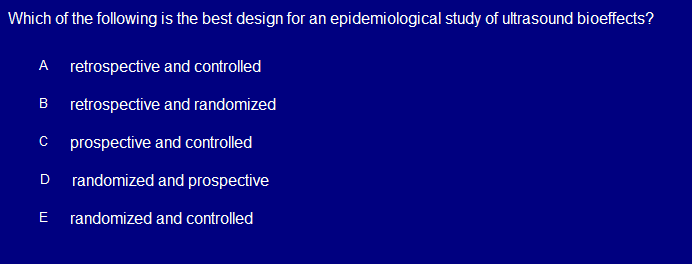 Which of the following is the best design for an epidemiological study of ultrasound bioeffects?
A retrospective and controlled
B retrospective and randomized
C prospective and controlled
D randomized and prospective
E randomized and controlled